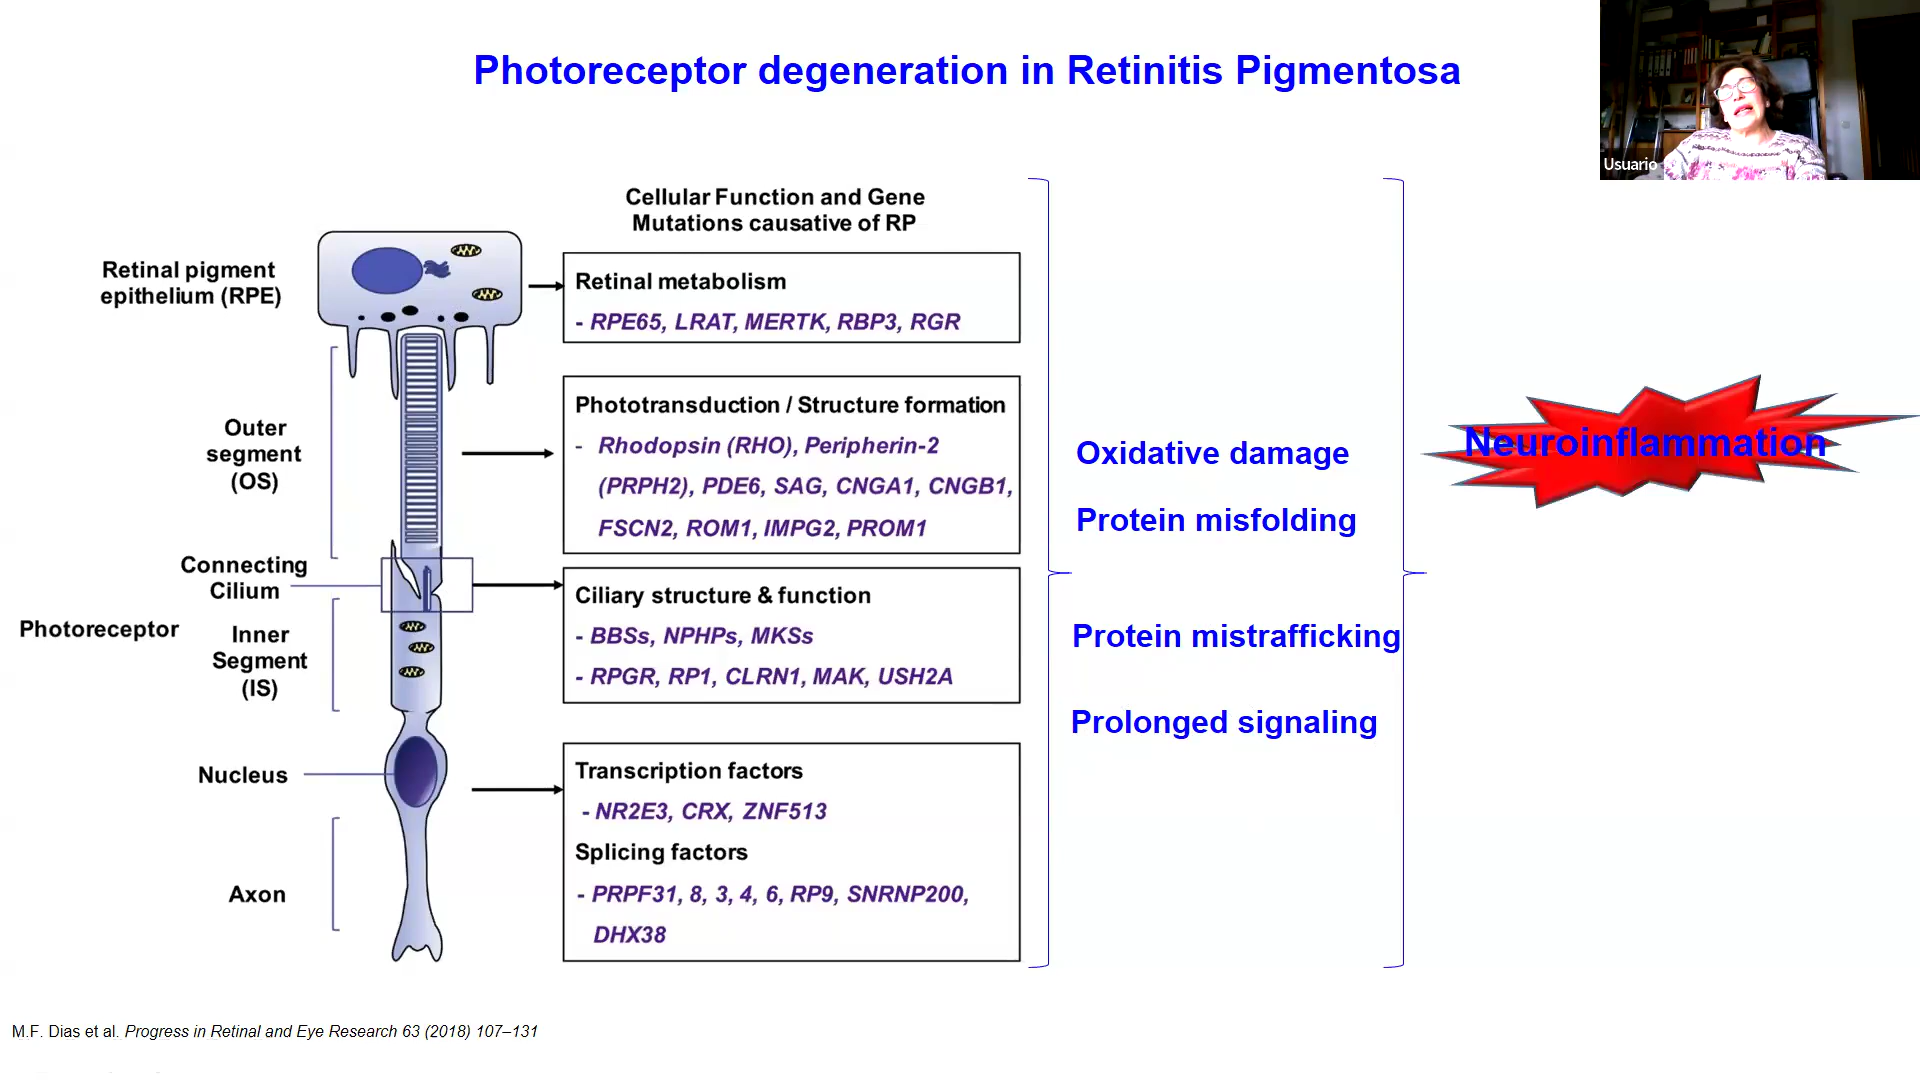 Photoreceptor degeneration in Retinitis Pigmentosa
Usuario
Cellular Function and Gene
Mutations causative of RP
Retinal pigment
epithelium (RPE)
Retinal metabolism
- RPE65, LRAT, MERTK, RBP3, RGR
Outer
segment
(OS)
Phototransduction / Structure formation
- Rhodopsin (RHO), Peripherin-2
(PRPH2), PDE6, SAG, CNGA1, CNGB1,
FSCN2, ROM1, IMPG2, PROM1
Connecting
Cilium
Photoreceptor
Inner
Segment
(IS)
Ciliary structure & function
- BBSs, NPHPs, MKSs
- RPGR, RP1, CLRN1, MAK, USH2A
Nucleus
Axon
Transcription factors
- NR2E3, CRX, ZNF513
Splicing factors
- PRPF31, 8, 3, 4, 6, RP9, SNRNP200,
DHX38
Oxidative damage
Protein misfolding
Protein mistrafficking
Prolonged signaling
Neuroinflammation
M.F. Dias et al. Progress in Retinal and Eye Research 63 (2018) 107–131